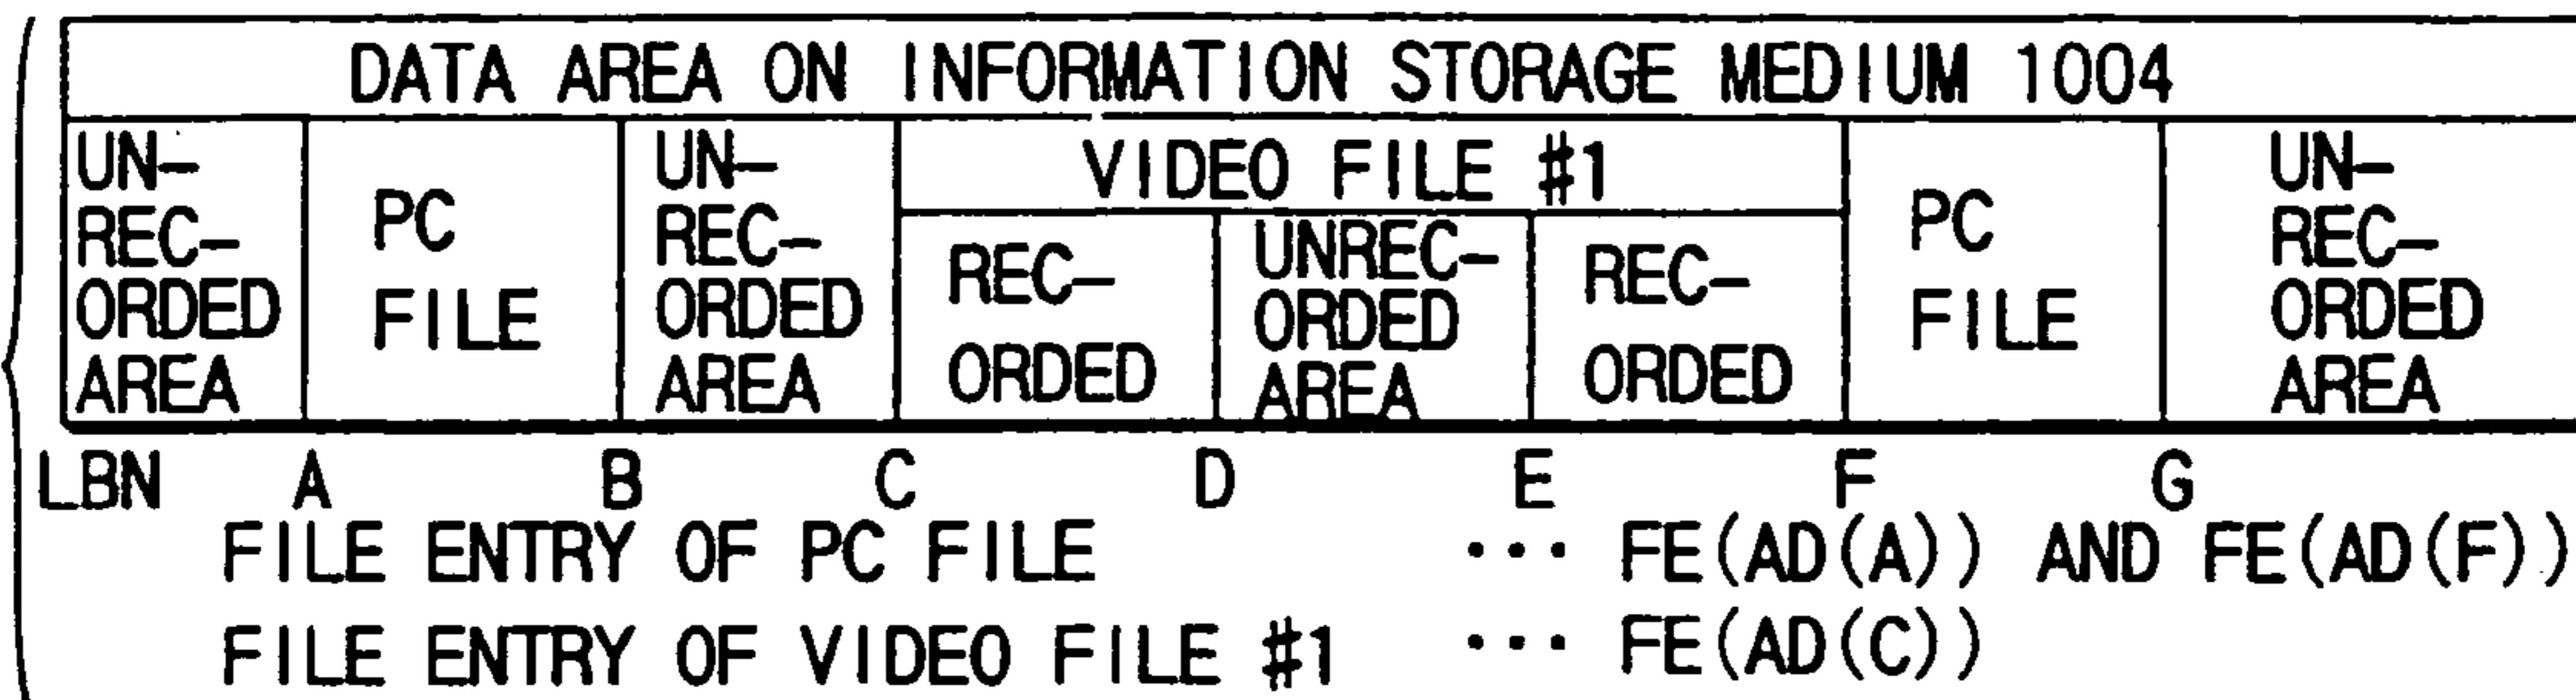 DATA AREA ON INFORMATION STORAGE MEDIUM 1004
UN-
REC-
ORDED
AREA
PC
FILE
UN-
REC-
ORDED
AREA
VIDEO FILE #1
REC-
ORDED
UNREC-
ORDED
AREA
REC-
ORDED
PC
FILE
UN-
REC-
ORDED
AREA
LBN A B C D E F G
FILE ENTRY OF PC FILE ··· FE(AD(A)) AND FE(AD(F))
FILE ENTRY OF VIDEO FILE #1 ··· FE(AD(C))